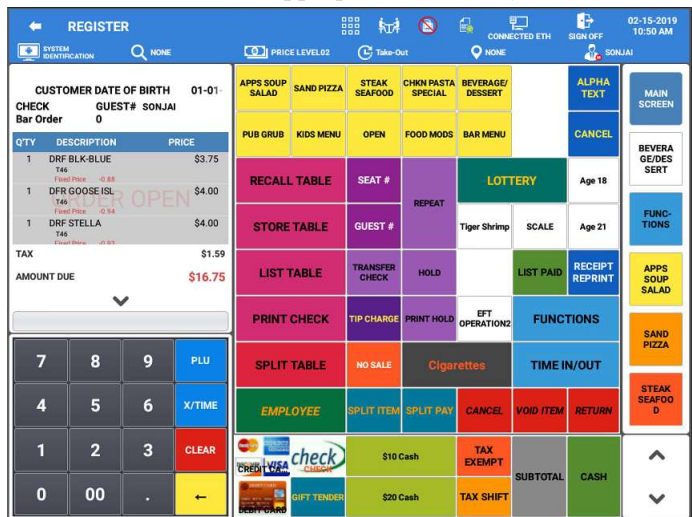 REGISTER
CONNECTED ETH
SIGN OFF
02-15-2019
10:50 AM
SYSTEM
IDENTIFICATION
NONE
PRICE LEVEL02
Take-Out
NONE
SONJAI
CUSTOMER DATE OF BIRTH 01-01-
CHECK GUEST# SONJAI
Bar Order 0
Q'TY DESCRIPTION PRICE
1 DRF BLK-BLUE $3.75
T46
Fixed Price -0.88
1 DFR GOOSE ISL $4.00
T46
Fixed Price -0.94
ORDER OPEN
1 DRF STELLA $4.00
T46
Fixed Price -0.93
TAX $1.59
AMOUNT DUE $16.75
7 8 9 PLU
4 5 6 X/TIME
1 2 3 CLEAR
0 00 . ←
APPS SOUP
SALAD
SAND PIZZA
STEAK
SEAFOOD
CHKN PASTA
SPECIAL
BEVERAGE/
DESSERT
ALPHA
TEXT
PUB GRUB
KIDS MENU
OPEN
FOOD MODS
BAR MENU
CANCEL
RECALL TABLE
SEAT #
REPEAT
LOTTERY
Age 18
STORE TABLE
GUEST #
Tiger Shrimp
SCALE
Age 21
LIST TABLE
TRANSFER
CHECK
HOLD
LIST PAID
RECEIPT
REPRINT
PRINT CHECK
TIP CHARGE
PRINT HOLD
EFT
OPERATION2
FUNCTIONS
SPLIT TABLE
NO SALE
Cigarettes
TIME IN/OUT
EMPLOYEE
SPLIT ITEM
SPLIT PAY
CANCEL
VOID ITEM
RETURN
VISA
CREDIT CA...
check
CHECK
$10 Cash
TAX
EXEMPT
SUBTOTAL
CASH
DEBIT CARD
GIFT TENDER
$20 Cash
TAX SHIFT
MAIN
SCREEN
BEVERA
GE/DES
SERT
FUNC-
TIONS
APPS
SOUP
SALAD
SAND
PIZZA
STEAK
SEAFOO
D